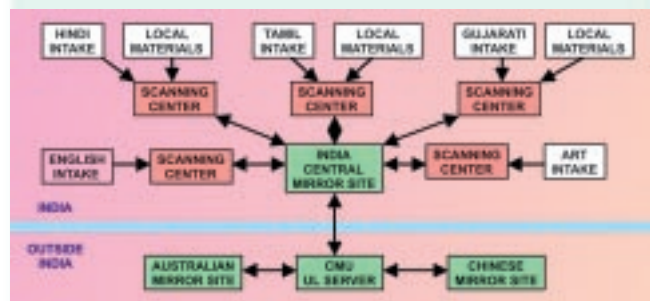 HINDI
INTAKE
LOCAL
MATERIALS
TAMIL
INTAKE
LOCAL
MATERIALS
GUJARATI
INTAKE
LOCAL
MATERIALS
SCANNING
CENTER
SCANNING
CENTER
SCANNING
CENTER
ENGLISH
INTAKE
SCANNING
CENTER
INDIA
CENTRAL
MIRROR SITE
SCANNING
CENTER
ART
INTAKE
INDIA
OUTSIDE
INDIA
AUSTRALIAN
MIRROR SITE
CMU
UL SERVER
CHINESE
MIRROR SITE